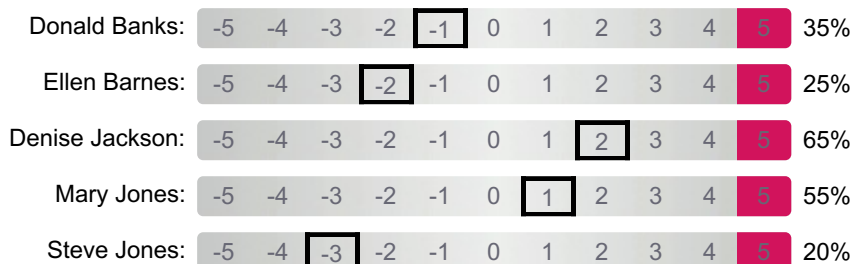 Donald Banks: -5 -4 -3 -2 -1 0 1 2 3 4 5 35%
Ellen Barnes: -5 -4 -3 -2 -1 0 1 2 3 4 5 25%
Denise Jackson: -5 -4 -3 -2 -1 0 1 2 3 4 5 65%
Mary Jones: -5 -4 -3 -2 -1 0 1 2 3 4 5 55%
Steve Jones: -5 -4 -3 -2 -1 0 1 2 3 4 5 20%